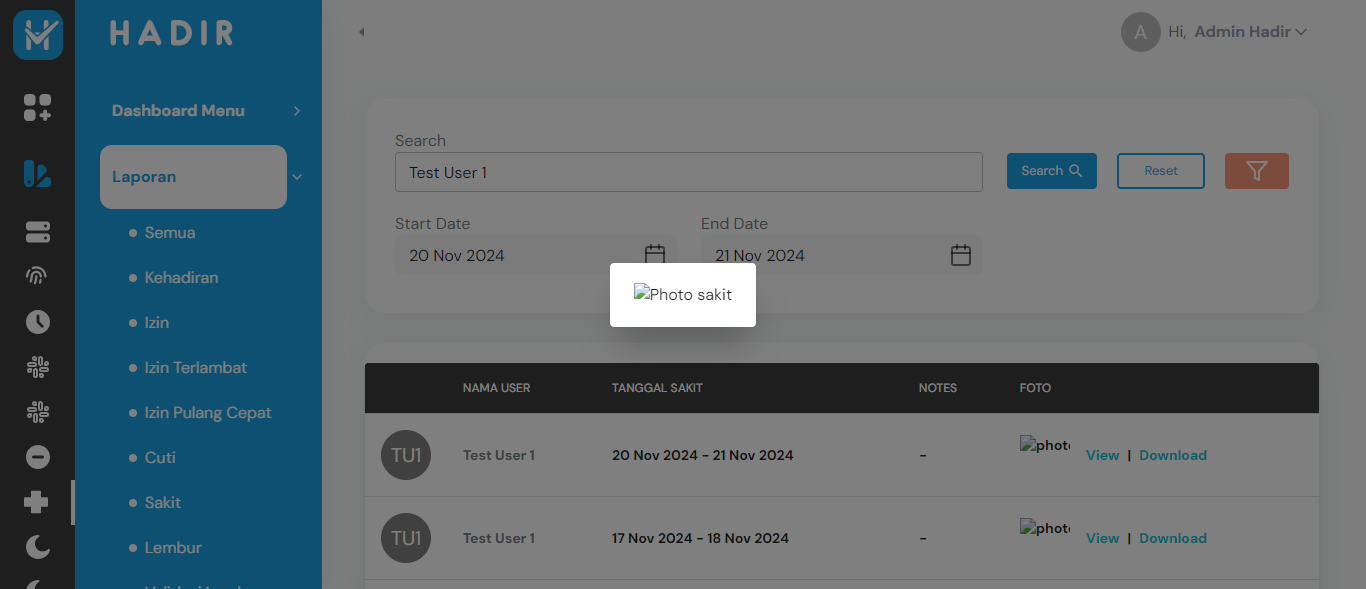 HADIR
A Hi, Admin Hadir
Dashboard Menu
Laporan
Semua
Kehadiran
Izin
Izin Terlambat
Izin Pulang Cepat
Cuti
Sakit
Lembur
Search
Test User 1
Search
Reset
Start Date
End Date
20 Nov 2024
21 Nov 2024
Photo sakit
NAMA USER TANGGAL SAKIT NOTES FOTO
TU1 Test User 1 20 Nov 2024 - 21 Nov 2024 - photo View | Download
TU1 Test User 1 17 Nov 2024 - 18 Nov 2024 - photo View | Download